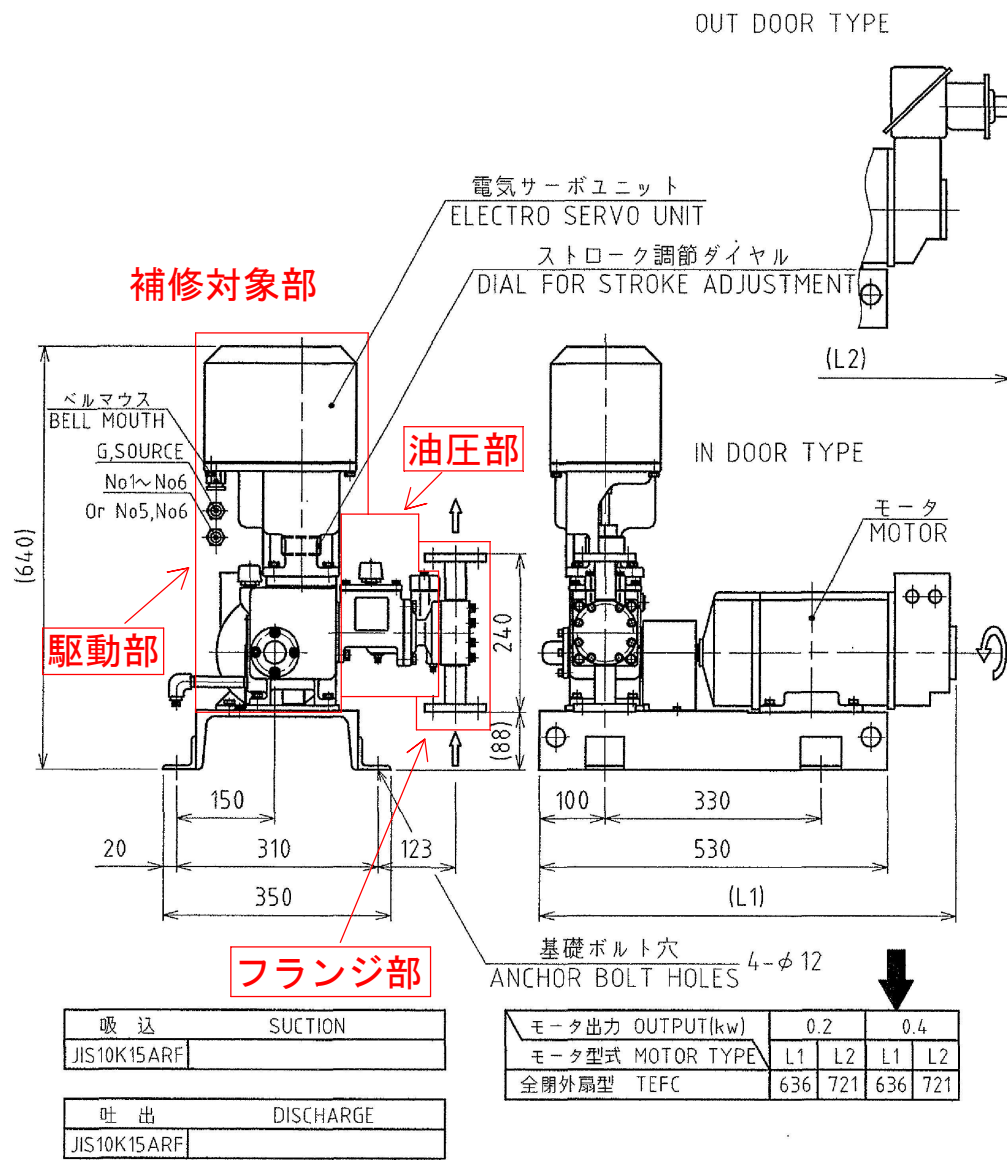 OUT DOOR TYPE
電気サーボユニット
ELECTRO SERVO UNIT
ストローク調節ダイヤル
DIAL FOR STROKE ADJUSTMENT
補修対象部
(L2)
ベルマウス
BELL MOUTH
油圧部
IN DOOR TYPE
G,SOURCE
No1~No6
Or No5,No6
モータ
MOTOR
(640)
駆動部
240
(88)
150
100
330
20
310
123
530
350
(L1)
フランジ部
基礎ボルト穴
ANCHOR BOLT HOLES
4-φ12
吸込 SUCTION
JIS10K15ARF
吐出 DISCHARGE
JIS10K15ARF
モータ出力 OUTPUT(kw) 0.2 0.4
モータ型式 MOTOR TYPE L1 L2 L1 L2
全閉外扇型 TEFC 636 721 636 721